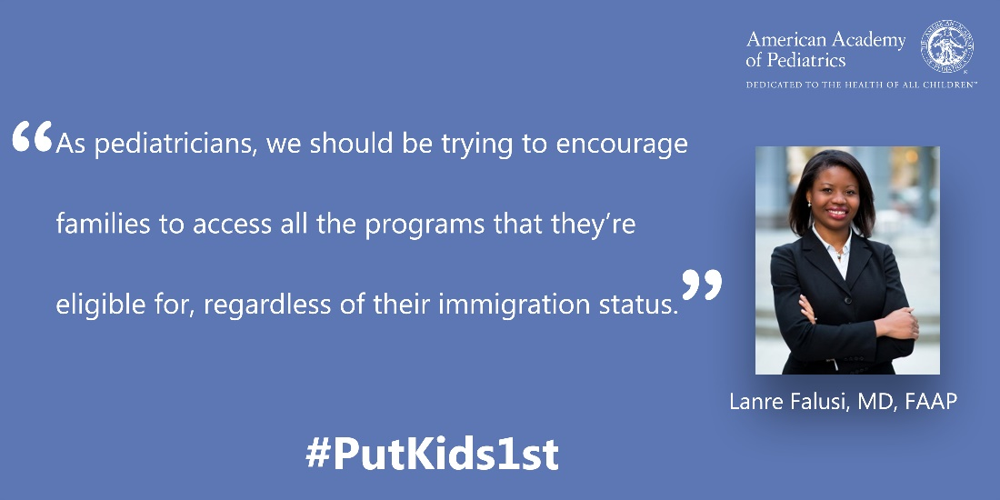 American Academy
of Pediatrics
DEDICATED TO THE HEALTH OF ALL CHILDREN™
“As pediatricians, we should be trying to encourage
families to access all the programs that they’re
eligible for, regardless of their immigration status.”
Lanre Falusi, MD, FAAP
#PutKids1st